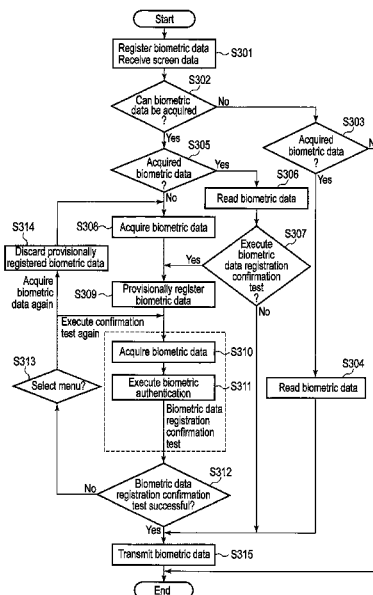 Start
Register biometric data
Receive screen data
S301
S302
Can biometric
data be acquired
?
No
Yes
S303
Acquired
biometric data
?
Yes
S305
Acquired
biometric data
?
Yes
No
S306
Read biometric data
S314
Discard provisionally
registered biometric data
S308
Acquire biometric data
S307
Execute
biometric
data registration
confirmation
test
?
Yes
No
S309
Provisionally register
biometric data
Acquire
biometric
data again
Execute confirmation
test again
S310
Acquire biometric data
S311
Execute biometric
authentication
Biometric data
registration
confirmation
test
S313
Select menu?
S304
Read biometric data
S312
Biometric data
registration confirmation
test successful?
No
Yes
S315
Transmit biometric data
End